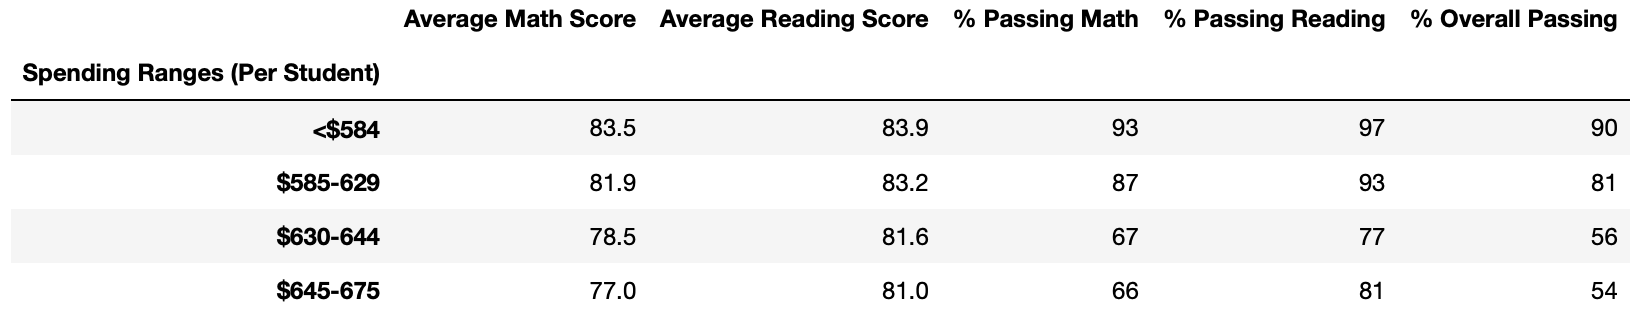 Average Math Score Average Reading Score % Passing Math % Passing Reading % Overall Passing
Spending Ranges (Per Student)
<$584 83.5 83.9 93 97 90
$585-629 81.9 83.2 87 93 81
$630-644 78.5 81.6 67 77 56
$645-675 77.0 81.0 66 81 54